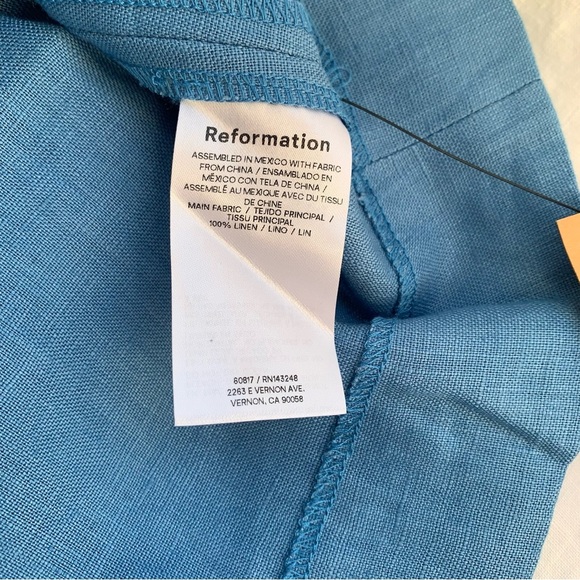 Reformation
ASSEMBLED IN MEXICO WITH FABRIC
FROM CHINA / ENSAMBLADO EN
MÉXICO CON TELA DE CHINA /
ASSEMBLÉ AU MEXIQUE AVEC DU TISSU
DE CHINE
MAIN FABRIC / TEJIDO PRINCIPAL /
TISSU PRINCIPAL
100% LINEN / LINO / LIN
60817 / RN143248
2263 E VERNON AVE.
VERNON, CA 90058